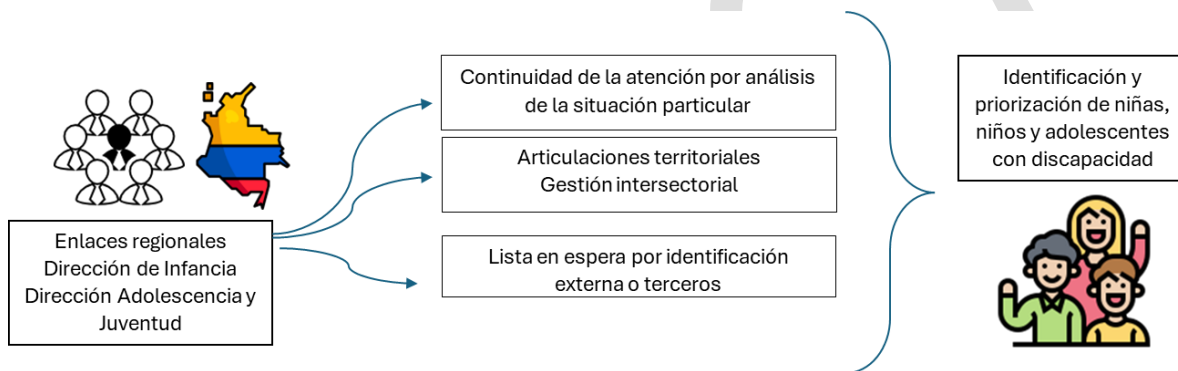 Enlaces regionales
Dirección de Infancia
Dirección Adolescencia y
Juventud
Continuidad de la atención por análisis
de la situación particular
Articulaciones territoriales
Gestión intersectorial
Lista en espera por identificación
externa o terceros
Identificación y
priorización de niñas,
niños y adolescentes
con discapacidad